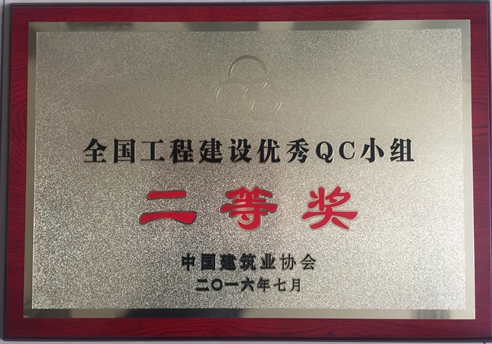 全国工程建设优秀QC小组
二等奖
中国建筑业协会
二〇一六年七月